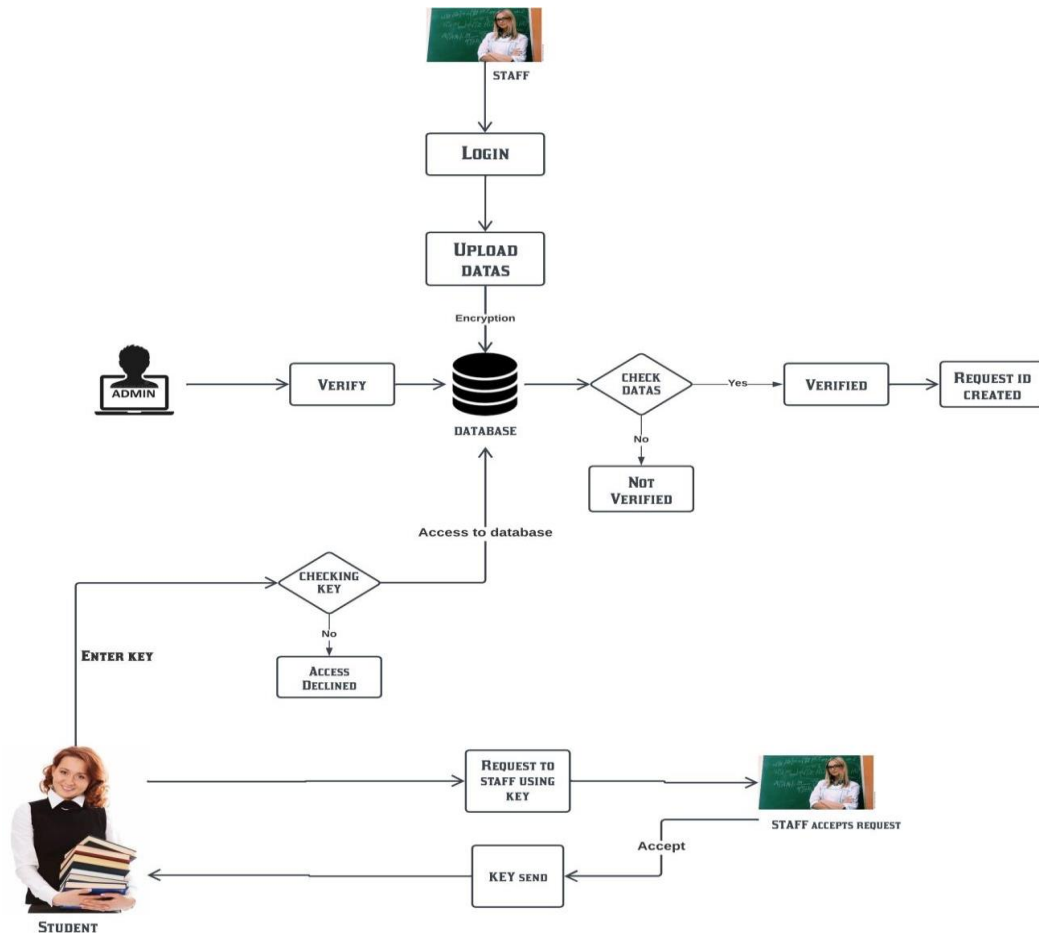 STAFF
LOGIN
UPLOAD
DATAS
Encryption
ADMIN
VERIFY
DATABASE
CHECK
DATAS
Yes
VERIFIED
REQUEST ID
CREATED
No
NOT
VERIFIED
Access to database
CHECKING
KEY
No
ACCESS
DECLINED
ENTER KEY
REQUEST TO
STAFF USING
KEY
STAFF ACCEPTS REQUEST
Accept
KEY SEND
STUDENT